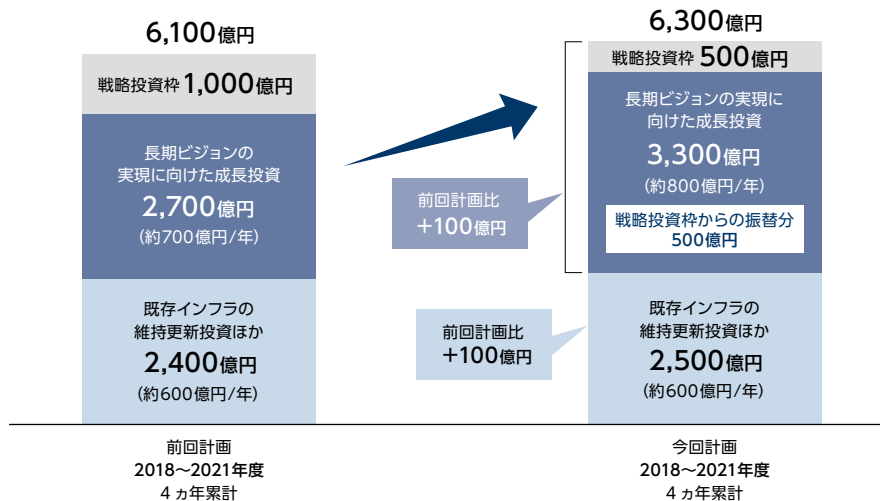 6,100億円
戦略投資枠 1,000億円
長期ビジョンの
実現に向けた成長投資
2,700億円
(約700億円/年)
既存インフラの
維持更新投資ほか
2,400億円
(約600億円/年)
前回計画
2018～2021年度
4ヵ年累計
前回計画比
+100億円
前回計画比
+100億円
6,300億円
戦略投資枠 500億円
長期ビジョンの実現に
向けた成長投資
3,300億円
(約800億円/年)
戦略投資枠からの振替分
500億円
既存インフラの
維持更新投資ほか
2,500億円
(約600億円/年)
今回計画
2018～2021年度
4ヵ年累計